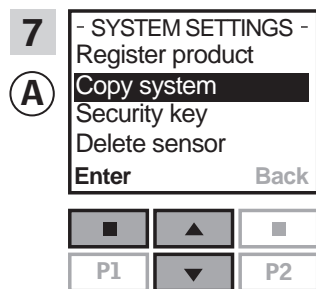 7
A
- SYSTEM SETTINGS -
Register product
Copy system
Security key
Delete sensor
Enter Back
P1 P2